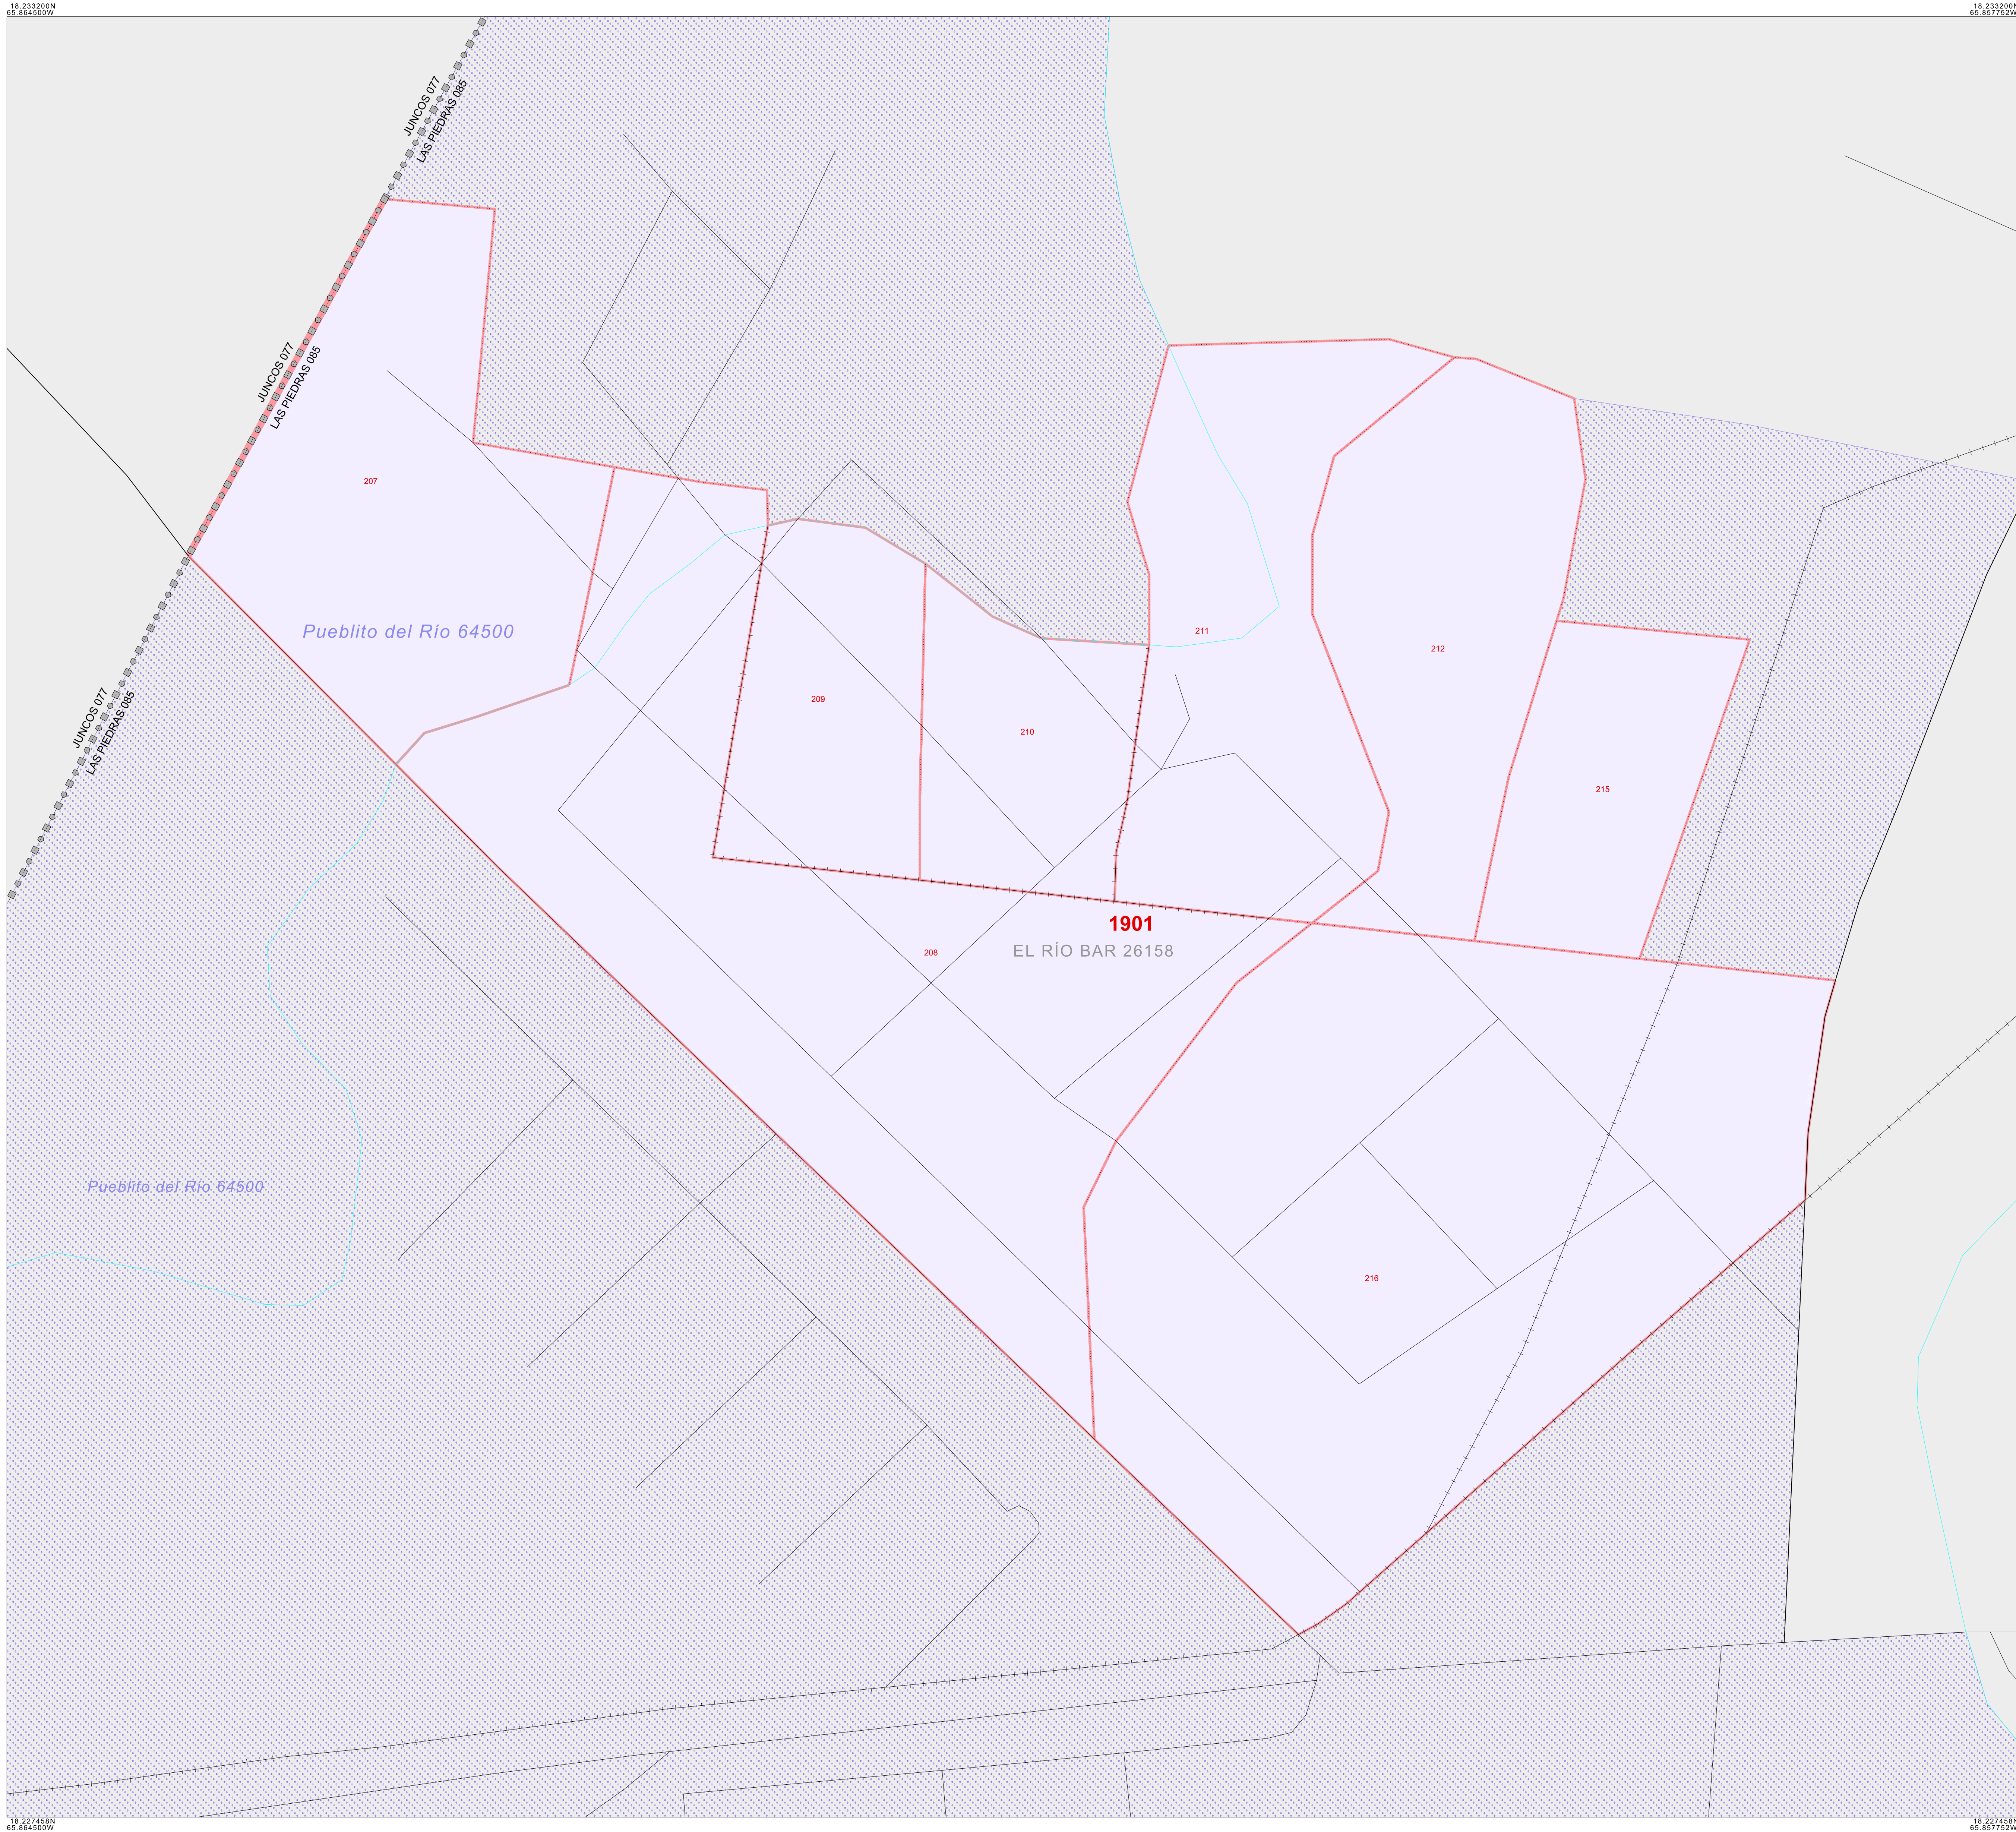 18.233200N
65.864500W
18.233200N
65.857752W
JUNCOS 077
LAS PIEDRAS 085
JUNCOS 077
LAS PIEDRAS 085
207
Pueblito del Río 64500
211
212
209
JUNCOS 077
LAS PIEDRAS 085
210
215
1901
EL RÍO BAR 26158
208
Pueblito del Río 64500
216
18.227458N
65.864500W
18.227458N
65.857752W